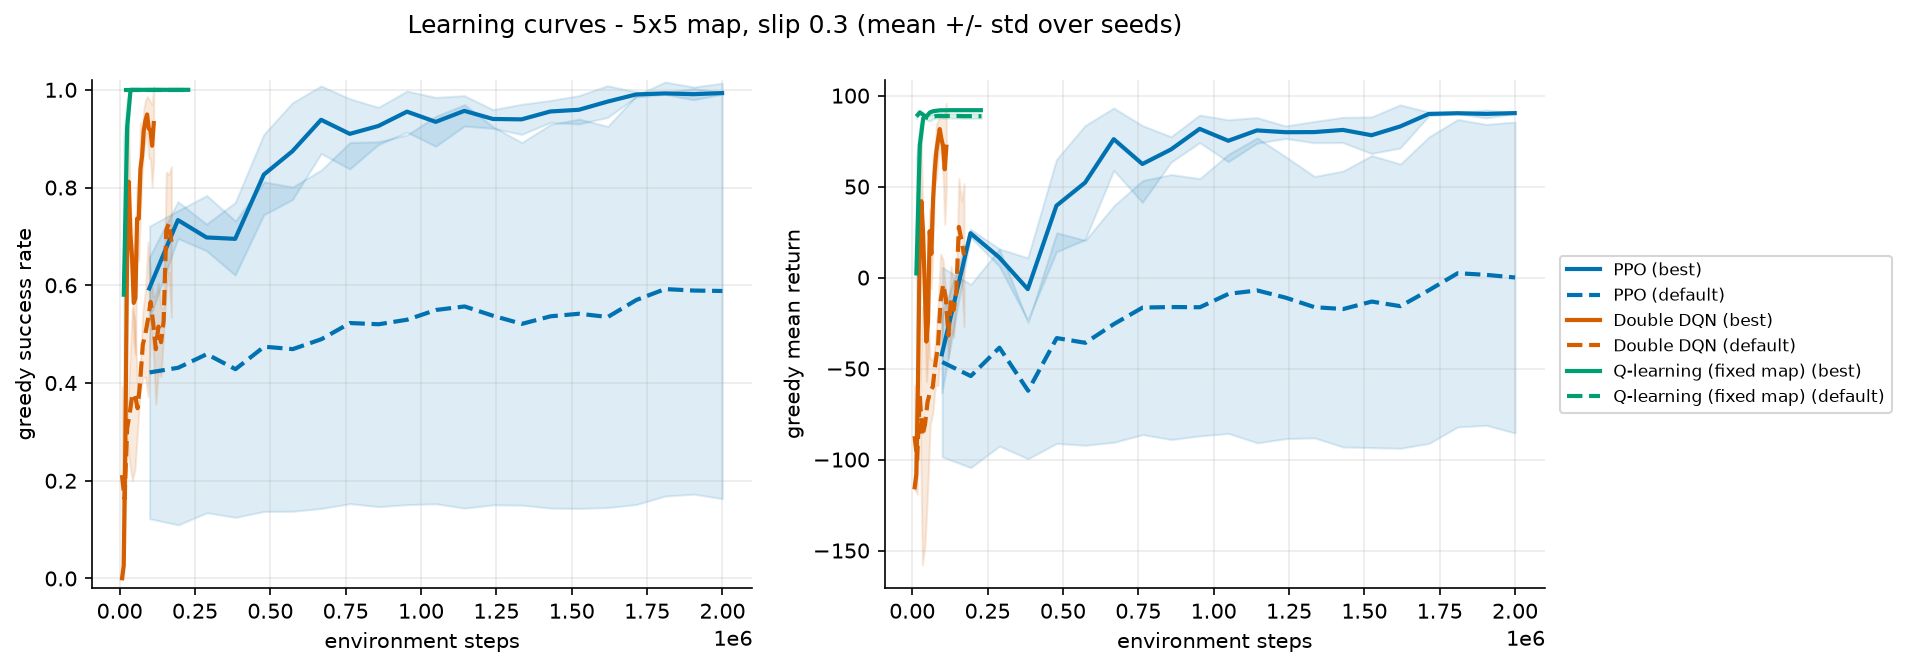 Learning curves - 5x5 map, slip 0.3 (mean +/- std over seeds)
greedy success rate
1.0
0.8
0.6
0.4
0.2
0.0
0.00 0.25 0.50 0.75 1.00 1.25 1.50 1.75 2.00
1e6
environment steps
greedy mean return
100
50
0
−50
−100
−150
0.00 0.25 0.50 0.75 1.00 1.25 1.50 1.75 2.00
1e6
environment steps
PPO (best)
PPO (default)
Double DQN (best)
Double DQN (default)
Q-learning (fixed map) (best)
Q-learning (fixed map) (default)